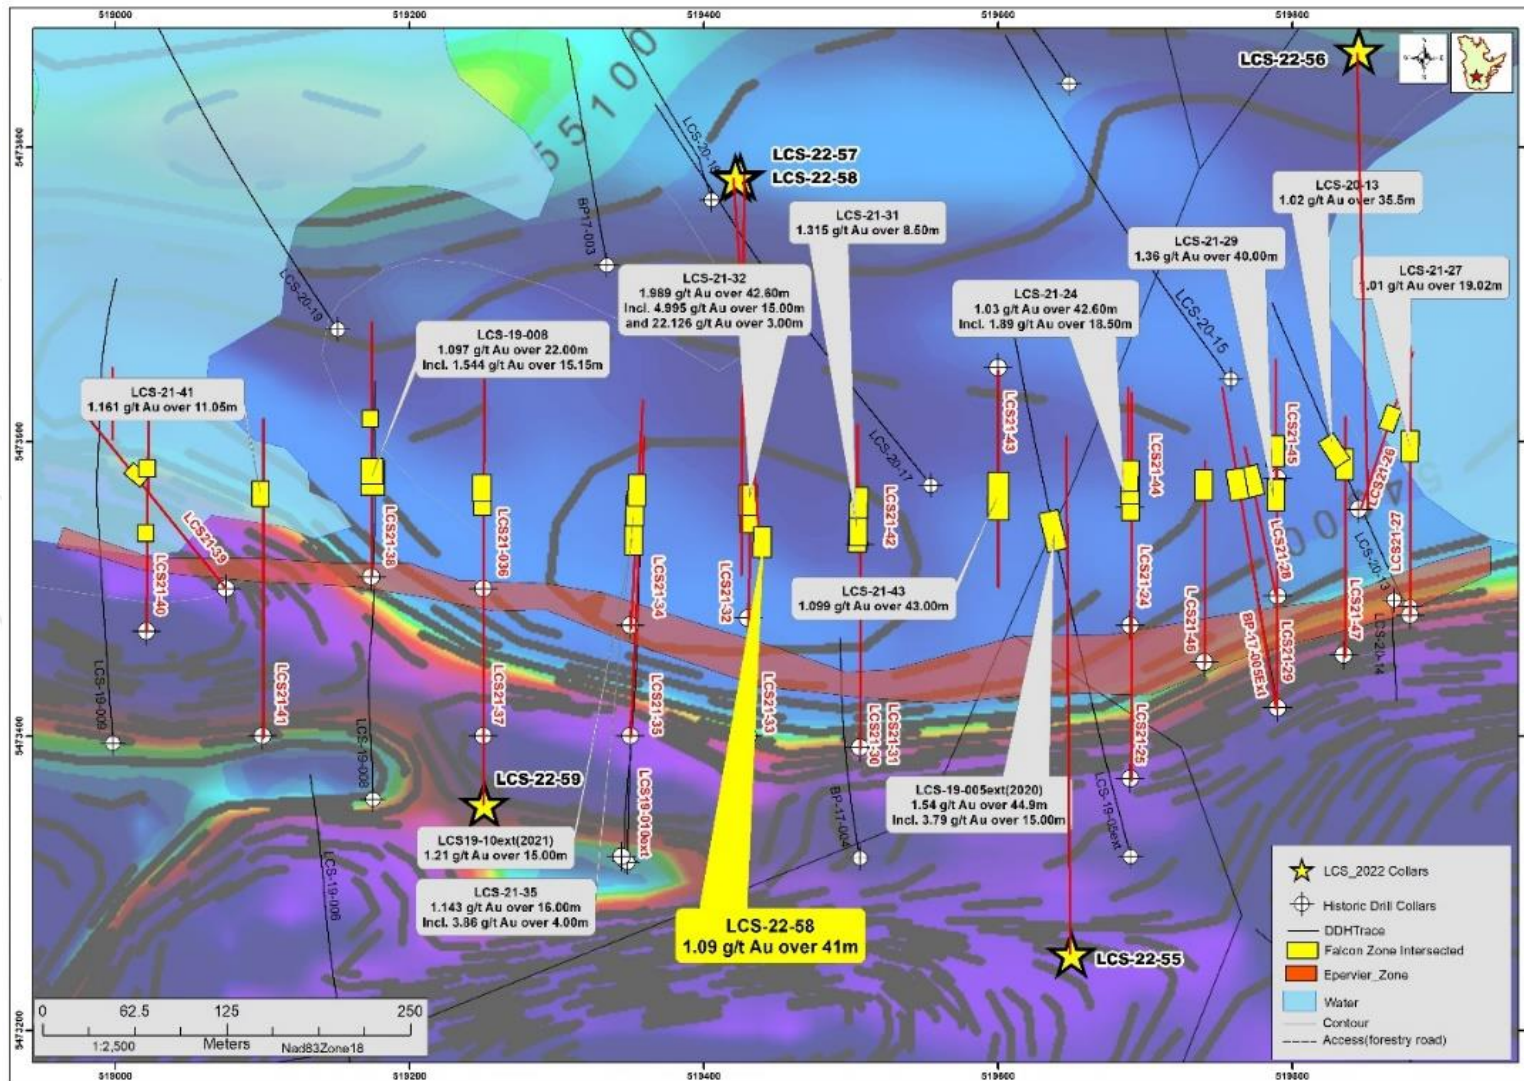 519000
519200
519400
519600
519800
5473800
5473600
5473400
5473200
55100
LCS-22-56
LCS-22-57
LCS-22-58
LCS-20-18
BP17-003
LCS-20-19
LCS-20-13
1.02 g/t Au over 35.5m
LCS-21-31
1.315 g/t Au over 8.50m
LCS-21-29
1.36 g/t Au over 40.00m
LCS-21-27
1.01 g/t Au over 19.02m
LCS-21-32
1.989 g/t Au over 42.60m
Incl. 4.995 g/t Au over 15.00m
and 22.126 g/t Au over 3.00m
LCS-21-24
1.03 g/t Au over 42.60m
Incl. 1.89 g/t Au over 18.50m
LCS-19-008
1.097 g/t Au over 22.00m
Incl. 1.544 g/t Au over 15.15m
LCS-21-41
1.161 g/t Au over 11.05m
LCS-20-15
LCS-20-17
LCS21-43
LCS21-44
LCS21-45
LCS21-26
LCS21-27
LCS-20-13
LCS-20-14
LCS21-39
LCS21-40
LCS21-38
LCS21-036
LCS21-34
LCS21-32
LCS21-42
LCS21-24
LCS21-28
LCS21-46
LCS21-47
BP-17-005Ext
LCS21-29
LCS-21-43
1.099 g/t Au over 43.00m
LCS-19-009
LCS21-41
LCS-19-008
LCS21-37
LCS21-35
LCS21-33
LCS21-30
LCS21-31
LCS21-25
LCS-22-59
LCS19-010ext
BP-17-004
LCS-19-05ext
LCS-19-006
LCS-19-005ext(2020)
1.54 g/t Au over 44.9m
Incl. 3.79 g/t Au over 15.00m
LCS19-10ext(2021)
1.21 g/t Au over 15.00m
LCS-21-35
1.143 g/t Au over 16.00m
Incl. 3.86 g/t Au over 4.00m
LCS-22-58
1.09 g/t Au over 41m
LCS-22-55
LCS_2022 Collars
Historic Drill Collars
DDHTrace
Falcon Zone Intersected
Epervier_Zone
Water
Contour
Access(forestry road)
0 62.5 125 250
1:2,500 Meters Nad83Zone18